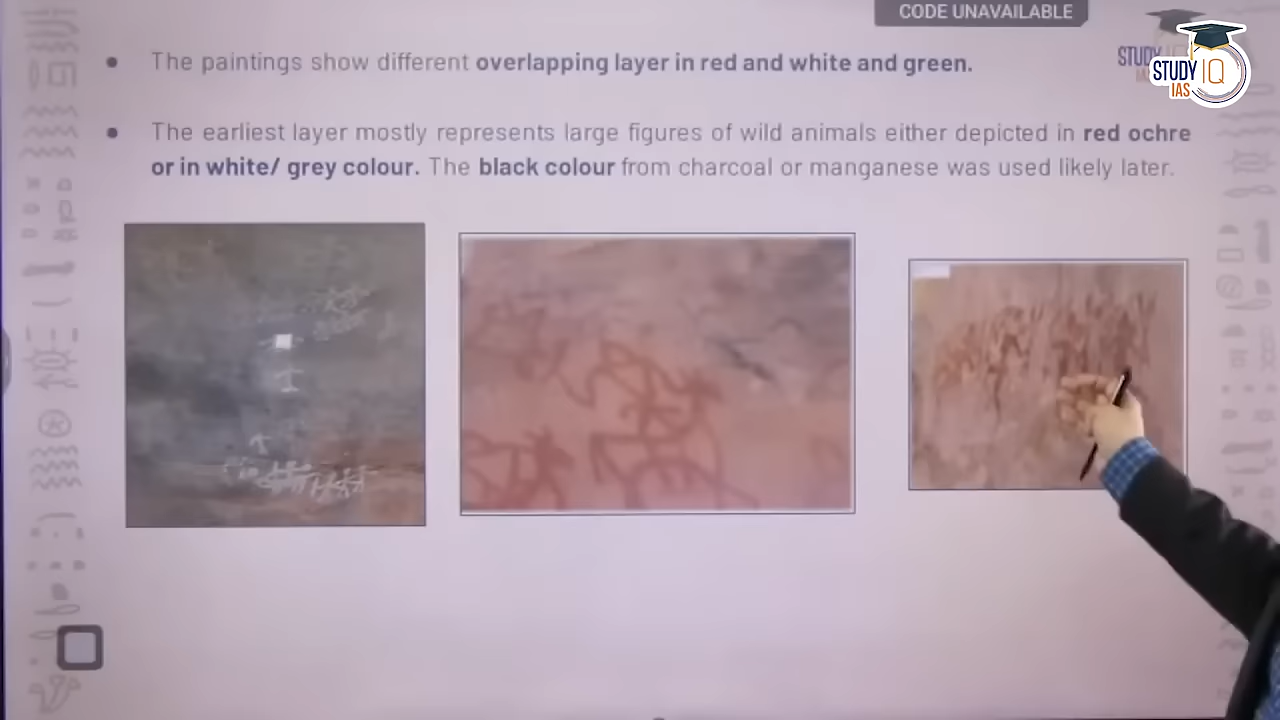 CODE UNAVAILABLE
STUDY IQ
IAS
STUDY
The paintings show different overlapping layer in red and white and green.
The earliest layer mostly represents large figures of wild animals either depicted in red ochre
or in white/ grey colour. The black colour from charcoal or manganese was used likely later.